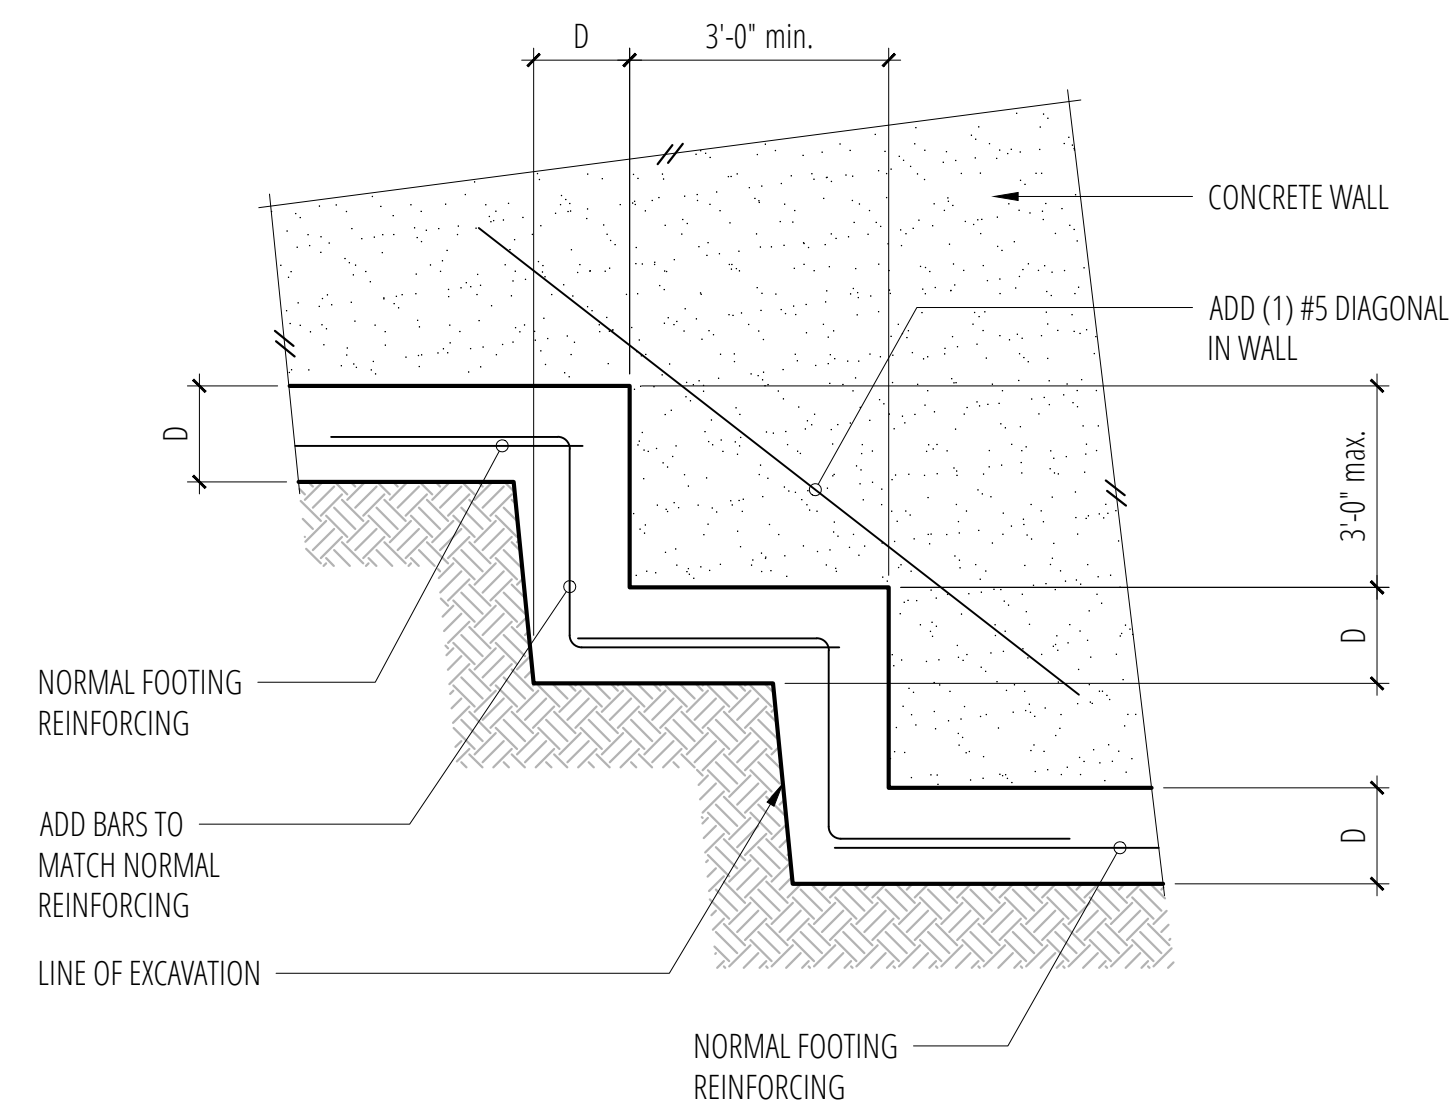 D
3'-0" min.
CONCRETE WALL
ADD (1) #5 DIAGONAL
IN WALL
D
3'-0" max.
D
NORMAL FOOTING
REINFORCING
ADD BARS TO
MATCH NORMAL
REINFORCING
D
LINE OF EXCAVATION
NORMAL FOOTING
REINFORCING